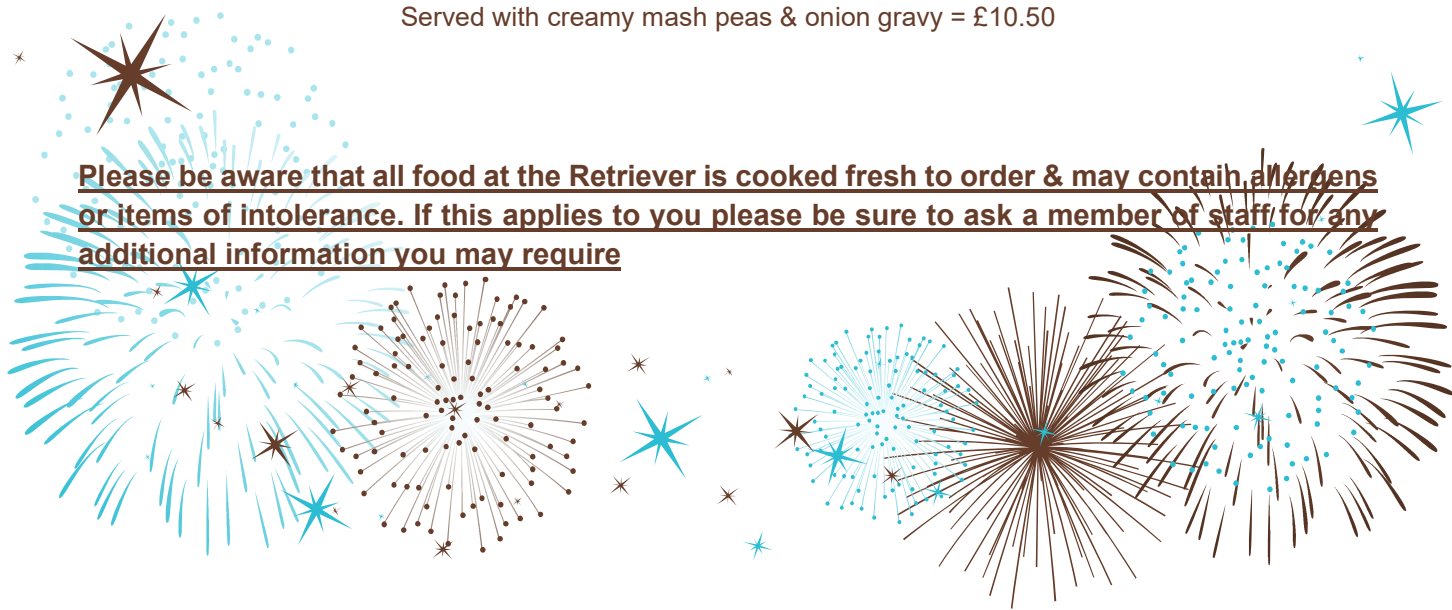 Served with creamy mash peas & onion gravy = £10.50
Please be aware that all food at the Retriever is cooked fresh to order & may contain allergens
or items of intolerance. If this applies to you please be sure to ask a member of staff for any
additional information you may require